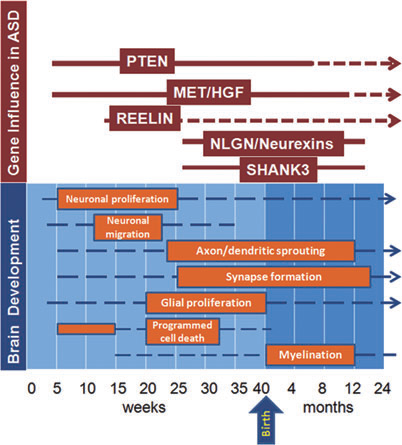 Gene Influence in ASD
PTEN
MET/HGF
REELIN
NLGN/Neurexins
SHANK3
Brain Development
Neuronal proliferation
Neuronal
migration
Axon/dendritic sprouting
Synapse formation
Glial proliferation
Programmed
cell death
Myelination
0 5 10 15 20 25 30 35 40 4 8 12 24
weeks
Birth
months